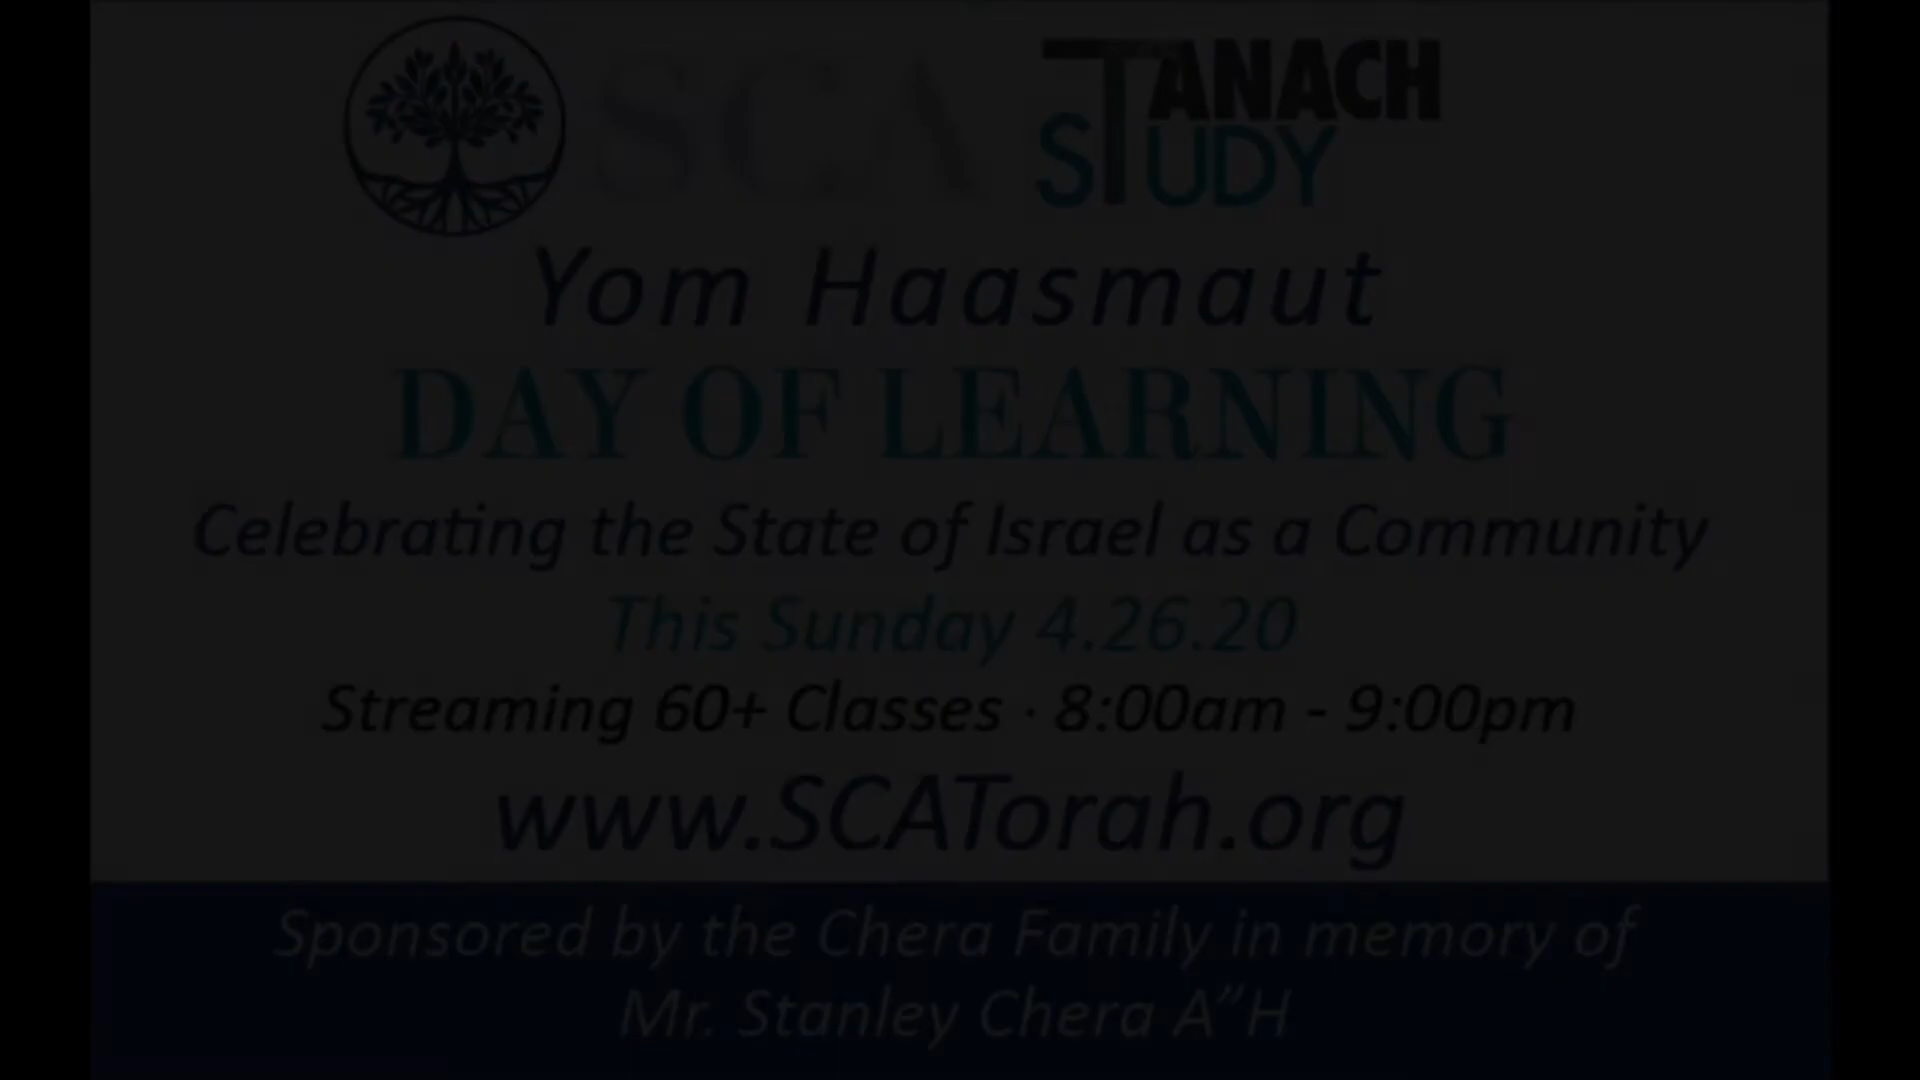 SCA
TANACH
STUDY
Yom Haasmaut
DAY OF LEARNING
Celebrating the State of Israel as a Community
This Sunday 4.26.20
Streaming 60+ Classes · 8:00am - 9:00pm
www.SCATorah.org
Sponsored by the Chera Family in memory of
Mr. Stanley Chera A”H